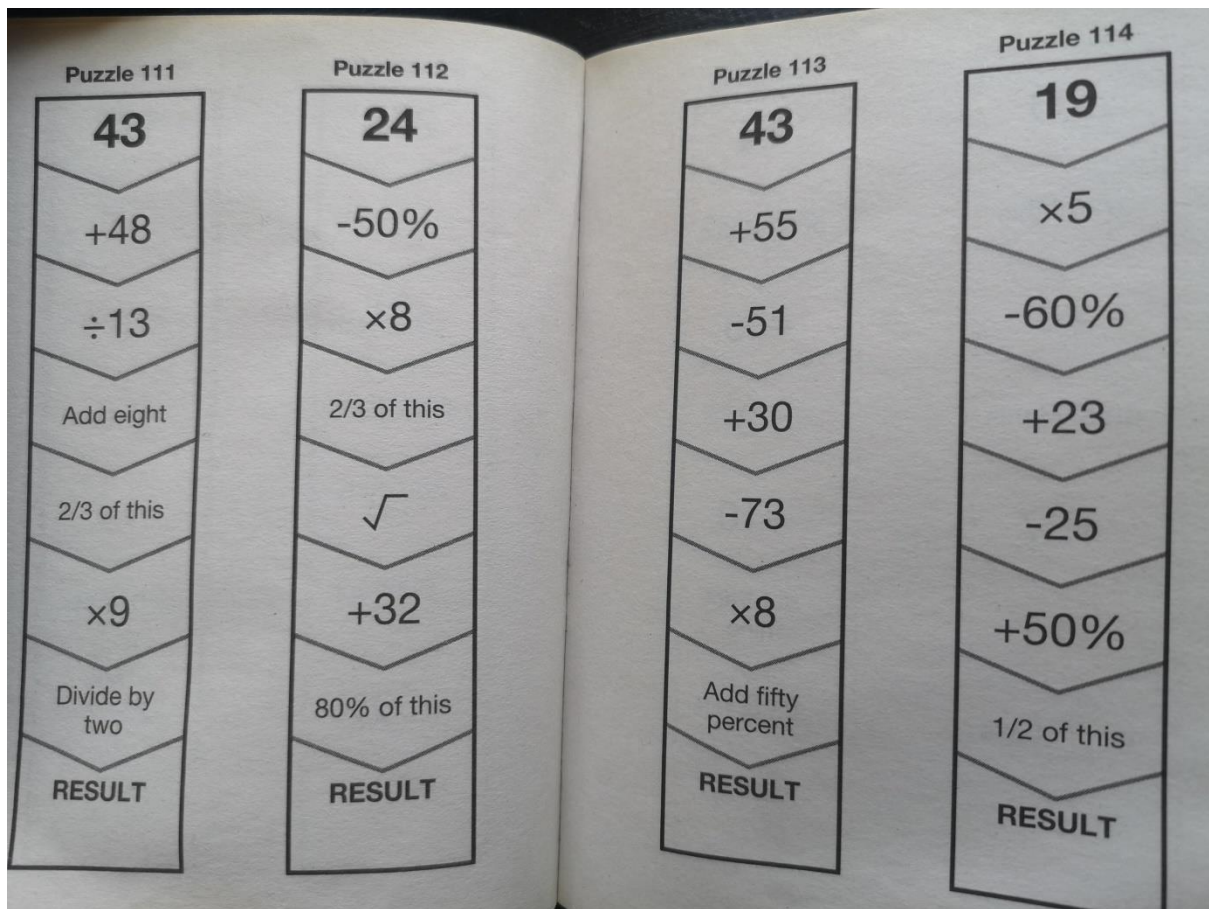 Puzzle 111
43
+48
÷13
Add eight
2/3 of this
×9
Divide by
two
RESULT
Puzzle 112
24
-50%
×8
2/3 of this
√
+32
80% of this
RESULT
Puzzle 113
43
+55
-51
+30
-73
×8
Add fifty
percent
RESULT
Puzzle 114
19
×5
-60%
+23
-25
+50%
1/2 of this
RESULT